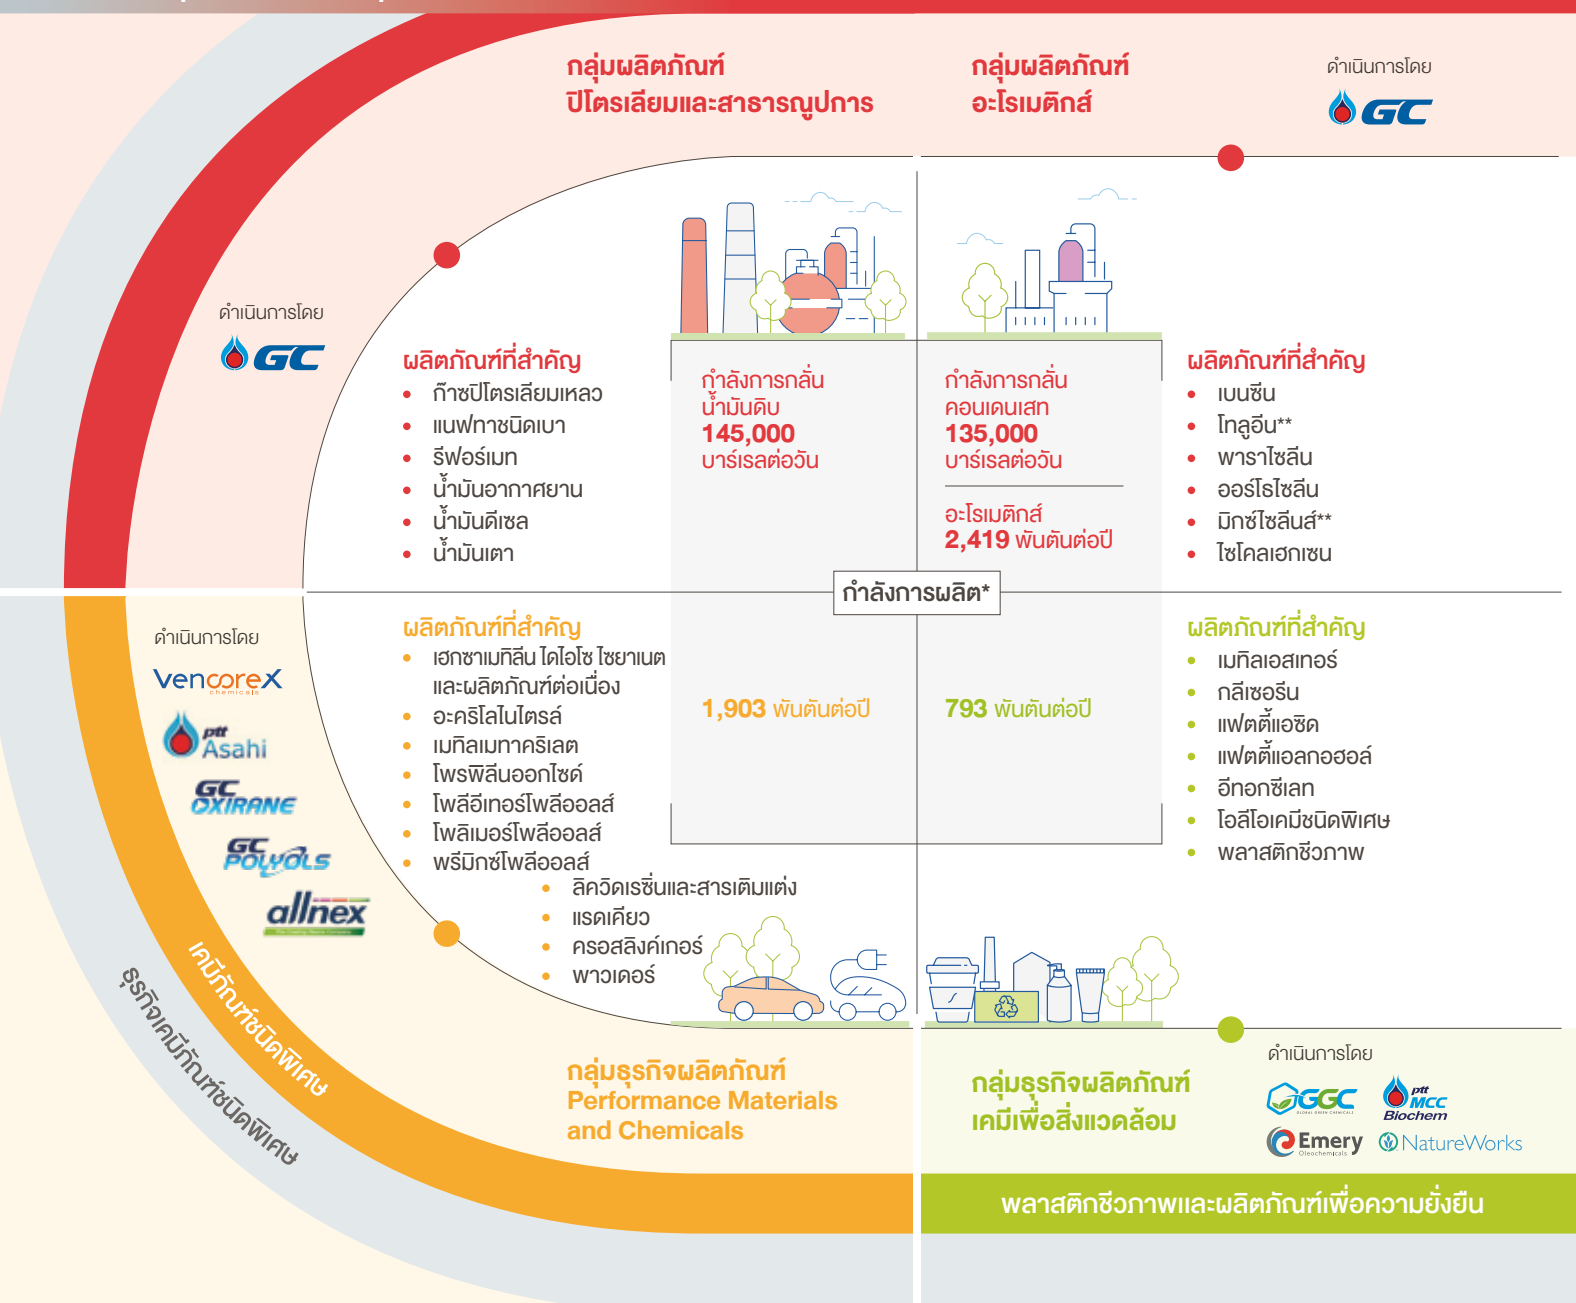 กลุ่มผลิตภัณฑ์
ปิโตรเลียมและสาธารณูปการ
กลุ่มผลิตภัณฑ์
อะโรเมติกส์
ดำเนินการโดย
GC
ดำเนินการโดย
GC
ผลิตภัณฑ์ที่สำคัญ
• ก๊าซปิโตรเลียมเหลว
• แนฟทาชนิดเบา
• รีฟอร์เมท
• น้ำมันอากาศยาน
• น้ำมันดีเซล
• น้ำมันเตา
กำลังการกลั่น
น้ำมันดิบ
145,000
บาร์เรลต่อวัน
กำลังการกลั่น
คอนเดนเสท
135,000
บาร์เรลต่อวัน
อะโรเมติกส์
2,419 พันตันต่อปี
ผลิตภัณฑ์ที่สำคัญ
• เบนซีน
• โทลูอีน**
• พาราไซลีน
• ออร์โธไซลีน
• มิกซ์ไซลีนส์**
• ไซโคลเฮกเซน
กำลังการผลิต*
ดำเนินการโดย
vencorex
chemicals
ptt
Asahi
GC
OXIRANE
GC
POLYOLS
allnex
ผลิตภัณฑ์ที่สำคัญ
• เฮกซาเมทิลีน ไดไอโซ ไซยาเนต
และผลิตภัณฑ์ต่อเนื่อง
• อะคริโลไนไตรล์
• เมทิลเมทาคริเลต
• โพรพิลีนออกไซด์
• โพลีอีเทอร์โพลีออลส์
• โพลิเมอร์โพลีออลส์
• พรีมิกซ์โพลีออลส์
• ลิควิดเรซิ่นและสารเติมแต่ง
• แรดเคียว
• ครอสลิงค์เกอร์
• พาวเดอร์
1,903 พันตันต่อปี
793 พันตันต่อปี
ผลิตภัณฑ์ที่สำคัญ
• เมทิลเอสเทอร์
• กลีเซอรีน
• แฟตตี้แอซิด
• แฟตตี้แอลกอฮอล์
• อีทอกซีเลท
• โอลีโอเคมีชนิดพิเศษ
• พลาสติกชีวภาพ
เคมีภัณฑ์ชนิดพิเศษ
ธุรกิจเคมีภัณฑ์ชนิดพิเศษ
กลุ่มธุรกิจผลิตภัณฑ์
Performance Materials
and Chemicals
กลุ่มธุรกิจผลิตภัณฑ์
เคมีเพื่อสิ่งแวดล้อม
ดำเนินการโดย
GGC
GLOBAL GREEN CHEMICALS
ptt
MCC
Biochem
Emery
Oleochemicals
NatureWorks
พลาสติกชีวภาพและผลิตภัณฑ์เพื่อความยั่งยืน